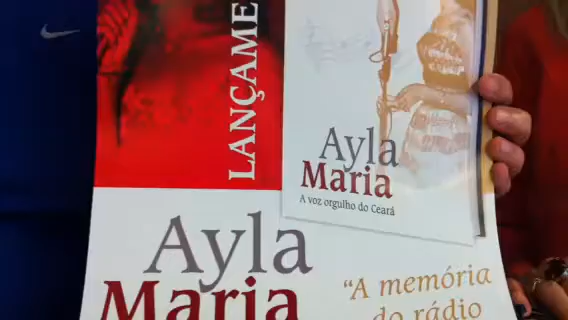 LANÇAME
Ayla
Maria
A voz orgulho do Ceará
Ayla
Maria
“A memória
do rádio